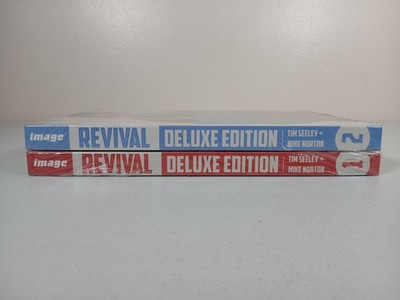 image REVIVAL DELUXE EDITION TIM SEELEY + MIKE NORTON 2
image REVIVAL DELUXE EDITION TIM SEELEY + MIKE NORTON 1